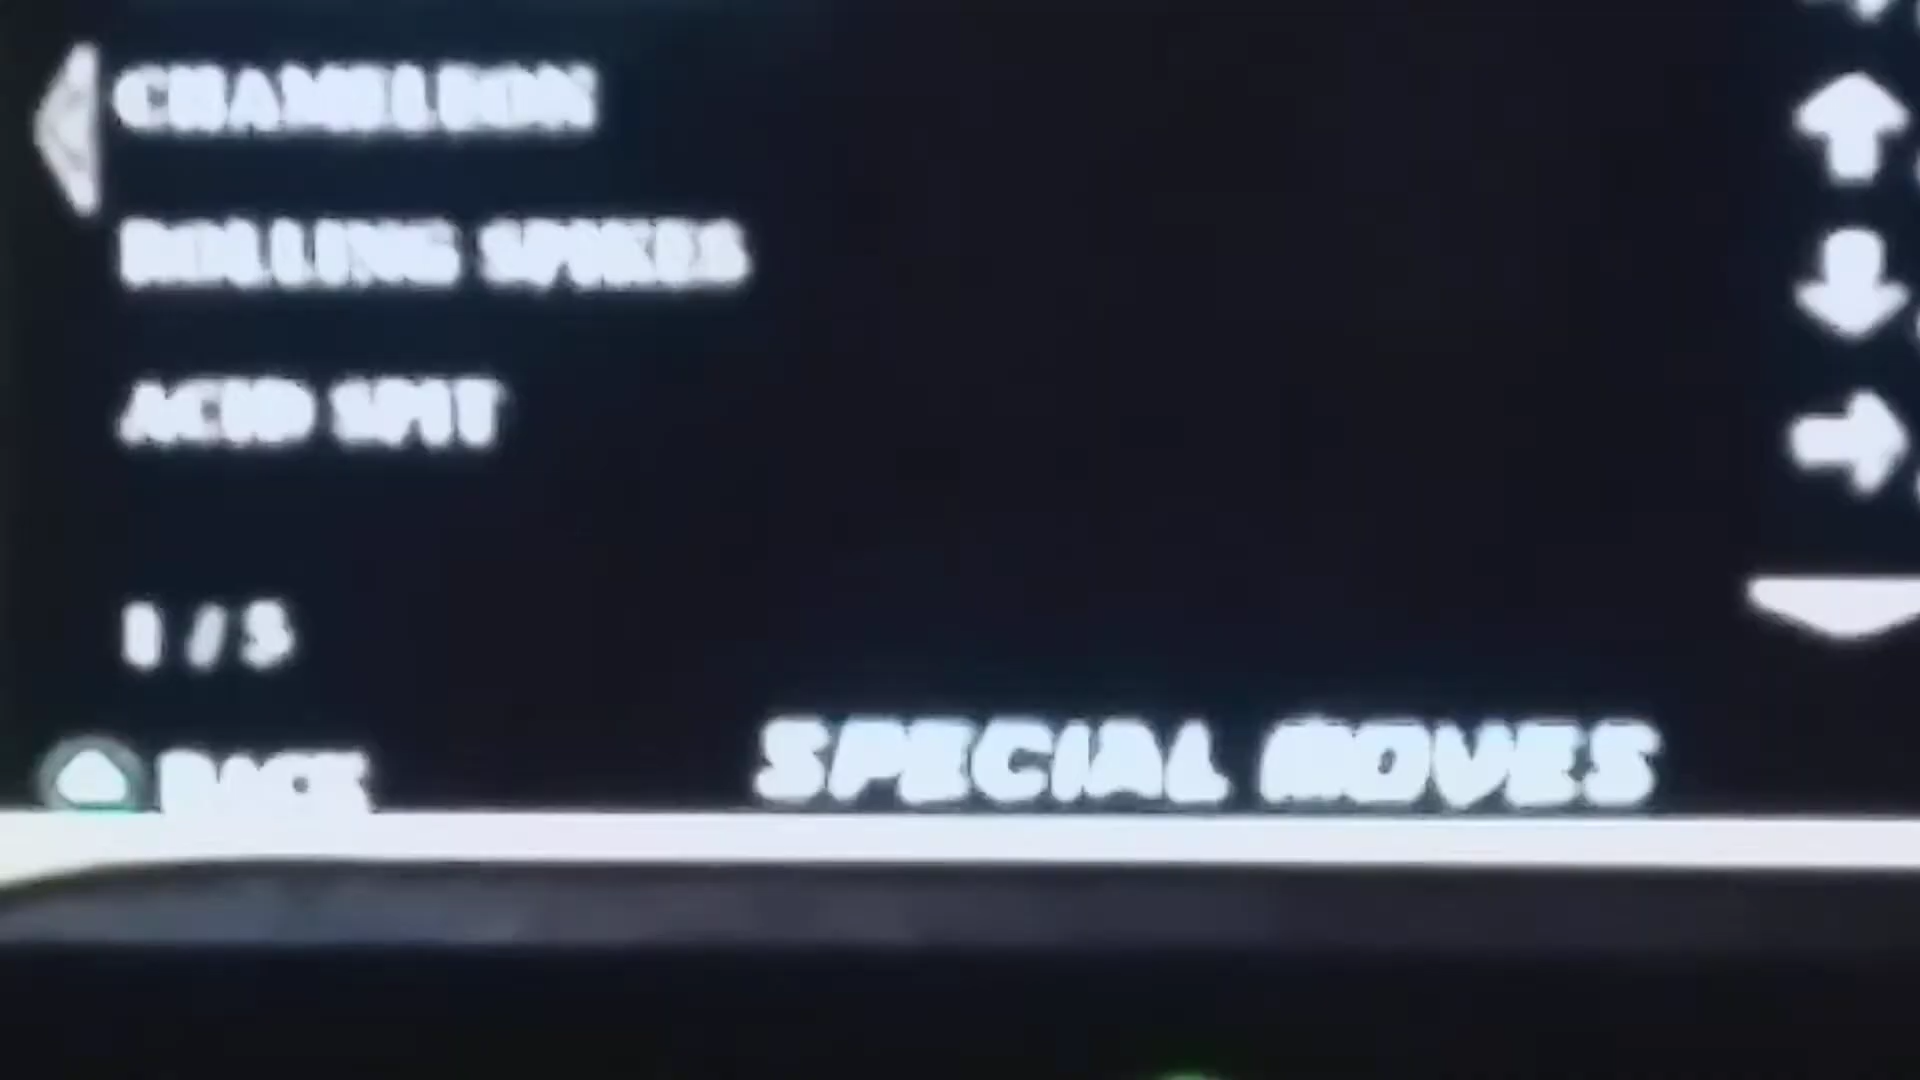 CHAMELEON
ROLLING SPIKES
ACID SPIT
1 / 3
BACK
SPECIAL MOVES